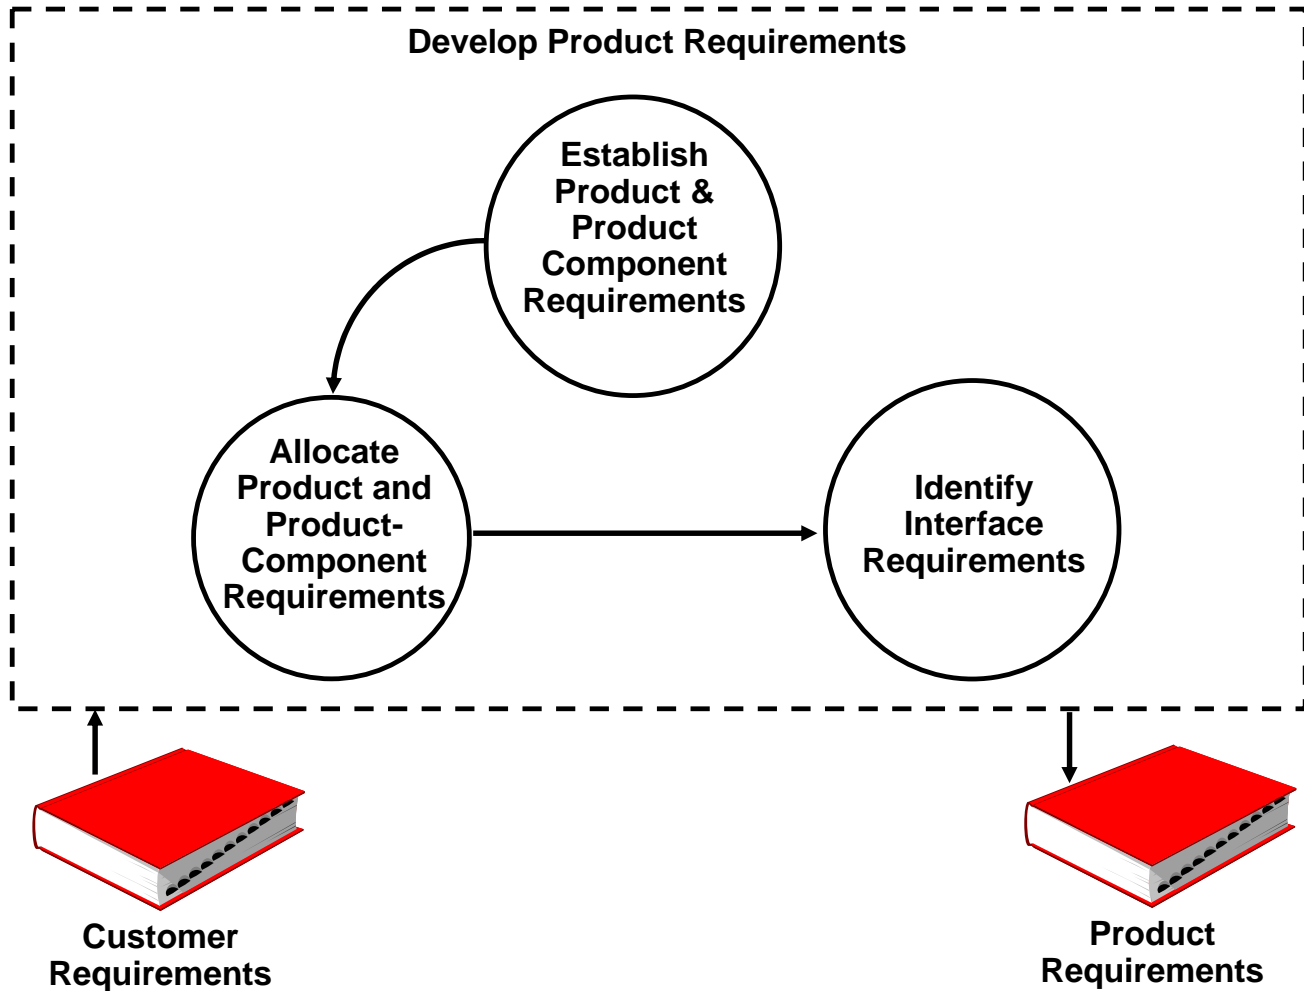 Develop Product Requirements
Establish
Product &
Product
Component
Requirements
Allocate
Product and
Product-
Component
Requirements
Identify
Interface
Requirements
Customer
Requirements
Product
Requirements